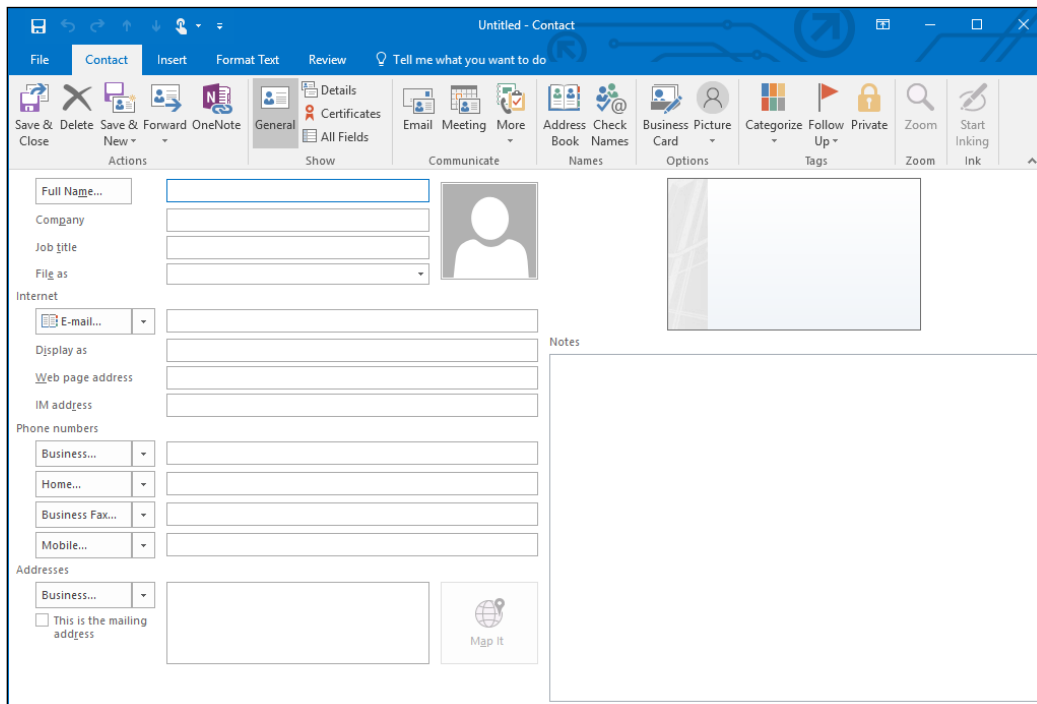 Untitled - Contact
File Contact Insert Format Text Review Tell me what you want to do
Save & Close Delete Save & New Forward OneNote
Actions
General Details Certificates All Fields
Show
Email Meeting More
Communicate
Address Book Check Names
Names
Business Card Picture
Options
Categorize Follow Up Private
Tags
Zoom
Zoom
Start Inking
Ink
Full Name...
Company
Job title
File as
Internet
E-mail...
Display as
Web page address
IM address
Phone numbers
Business...
Home...
Business Fax...
Mobile...
Addresses
Business...
This is the mailing
address
Map It
Notes